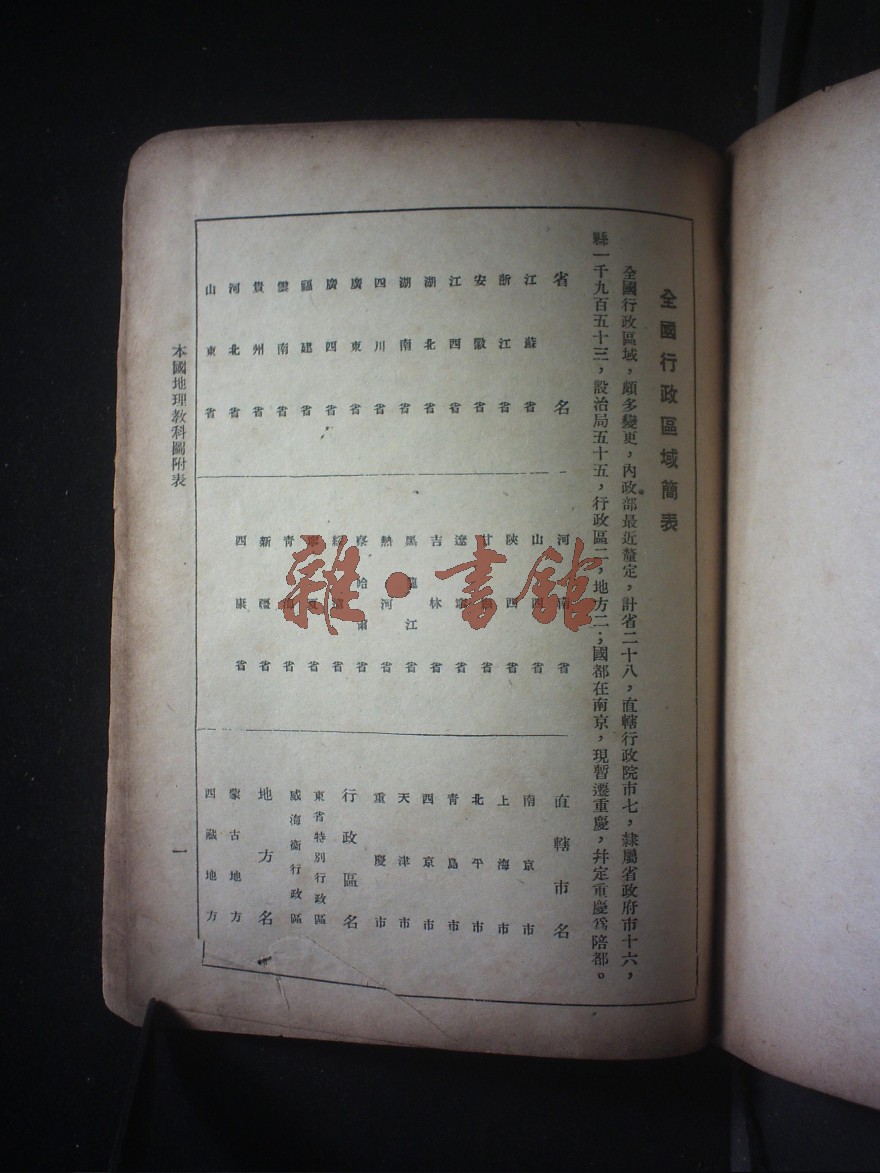 全國行政區域簡表
全國行政區域，頗多變更，內政部最近釐定，計省二十八，直轄行政院市七，隸屬省政府市十六，
縣一千九百五十三，設治局五十五，行政區二，地方二；國都在南京，現暫遷重慶，幷定重慶爲陪都。
省名
江蘇省
浙江省
安徽省
江西省
湖北省
湖南省
四川省
廣東省
廣西省
福建省
雲南省
貴州省
河北省
山東省
河南省
山西省
陝西省
甘肅省
遼寧省
吉林省
黑龍江省
熱河省
察哈爾省
綏遠省
寧夏省
青海省
新疆省
西康省
直轄市名
南京市
上海市
北平市
青島市
西京市
天津市
重慶市
行政區名
東省特別行政區
威海衞行政區
地方名
蒙古地方
西藏地方
本國地理教科圖附表
一
雜·書館